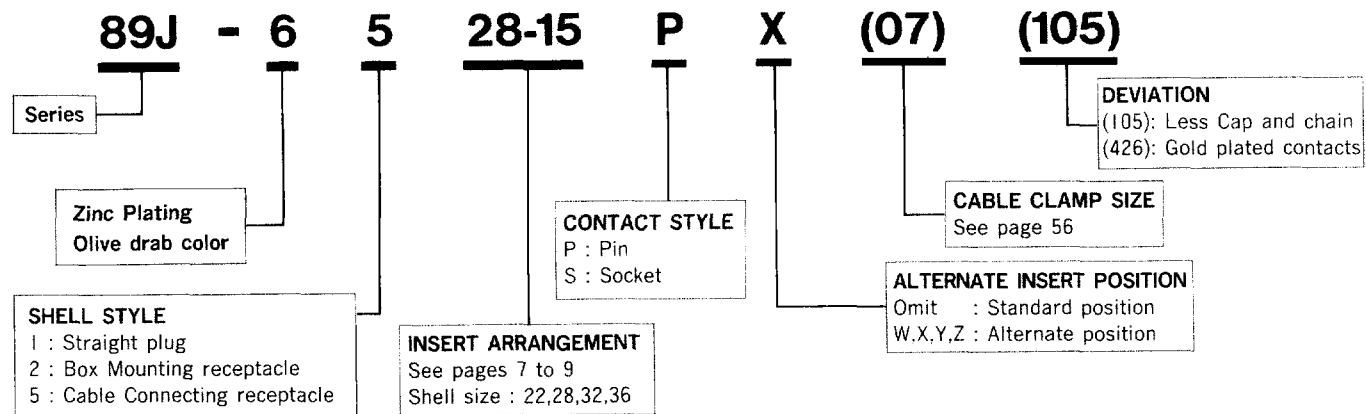 89J - 6 5 28-15 P X (07) (105)
Series
Zinc Plating
Olive drab color
SHELL STYLE
1 : Straight plug
2 : Box Mounting receptacle
5 : Cable Connecting receptacle
INSERT ARRANGEMENT
See pages 7 to 9
Shell size : 22,28,32,36
CONTACT STYLE
P : Pin
S : Socket
ALTERNATE INSERT POSITION
Omit : Standard position
W,X,Y,Z : Alternate position
CABLE CLAMP SIZE
See page 56
DEVIATION
(105): Less Cap and chain
(426): Gold plated contacts